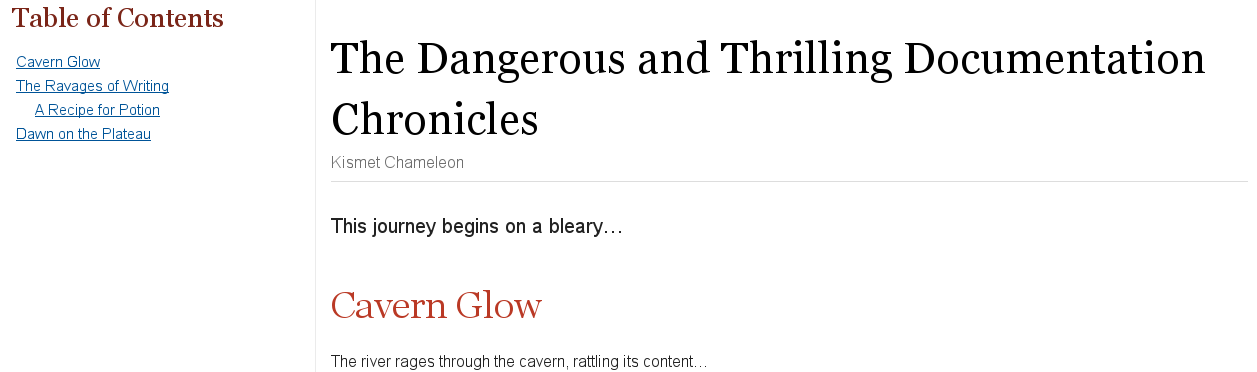 Table of Contents
Cavern Glow
The Ravages of Writing
A Recipe for Potion
Dawn on the Plateau
The Dangerous and Thrilling Documentation
Chronicles
Kismet Chameleon
This journey begins on a bleary…
Cavern Glow
The river rages through the cavern, rattling its content…